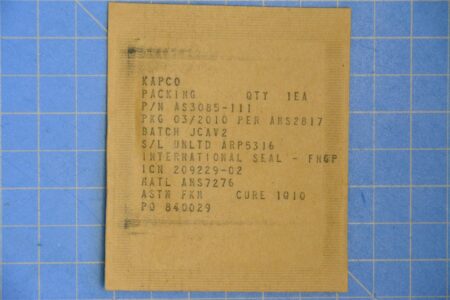 KAPCO
PACKING QTY 1EA
P/N AS3085-111
PKG 03/2010 PER AMS2817
BATCH JCAV2
S/L UNLTD ARP5316
INTERNATIONAL SEAL - FNGP
ICN 209229-02
MATL AMS7276
ASTM FKM CURE 1Q10
PO 840029